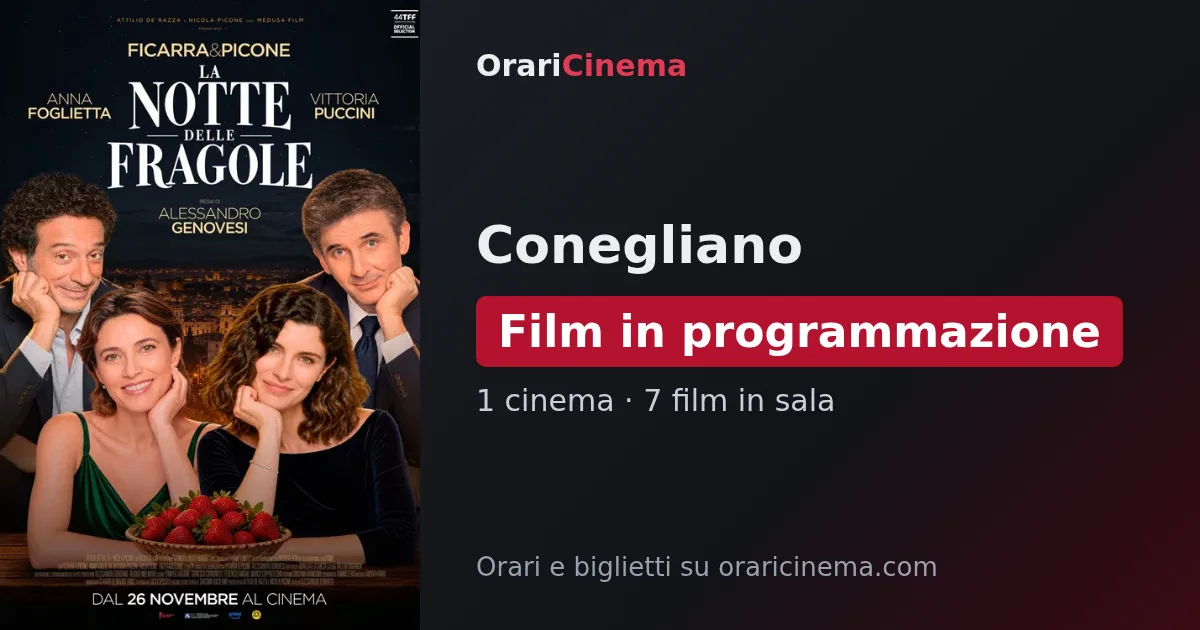 ATTILIO DE RAZZA E NICOLA PICONE CON MEDUSA FILM
44TFF
OFFICIAL
SELECTION
FICARRA&PICONE
LA
NOTTE
DELLE
FRAGOLE
ANNA
FOGLIETTA
VITTORIA
PUCCINI
REGIA DI
ALESSANDRO
GENOVESI
DAL 26 NOVEMBRE AL CINEMA
OrariCinema
Conegliano
Film in programmazione
1 cinema · 7 film in sala
Orari e biglietti su oraricinema.com